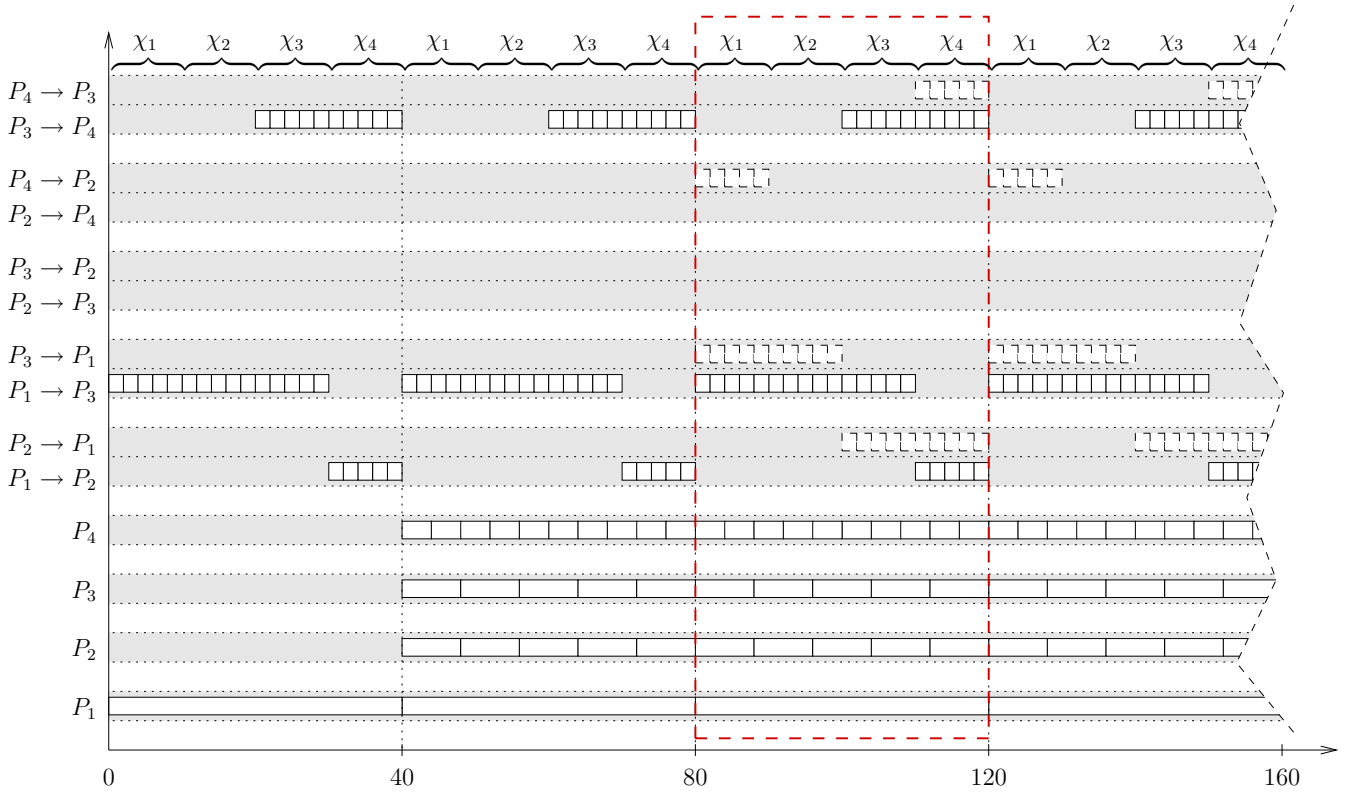 χ1 χ2 χ3 χ4 χ1 χ2 χ3 χ4 χ1 χ2 χ3 χ4 χ1 χ2 χ3 χ4
P4 → P3
P3 → P4
P4 → P2
P2 → P4
P3 → P2
P2 → P3
P3 → P1
P1 → P3
P2 → P1
P1 → P2
P4
P3
P2
P1
0 40 80 120 160